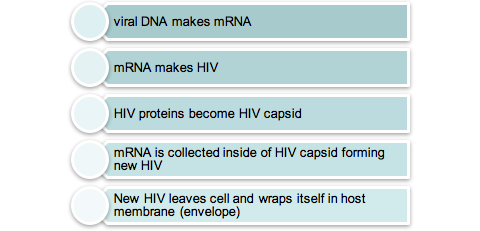 viral DNA makes mRNA
mRNA makes HIV
HIV proteins become HIV capsid
mRNA is collected inside of HIV capsid forming
new HIV
New HIV leaves cell and wraps itself in host
membrane (envelope)